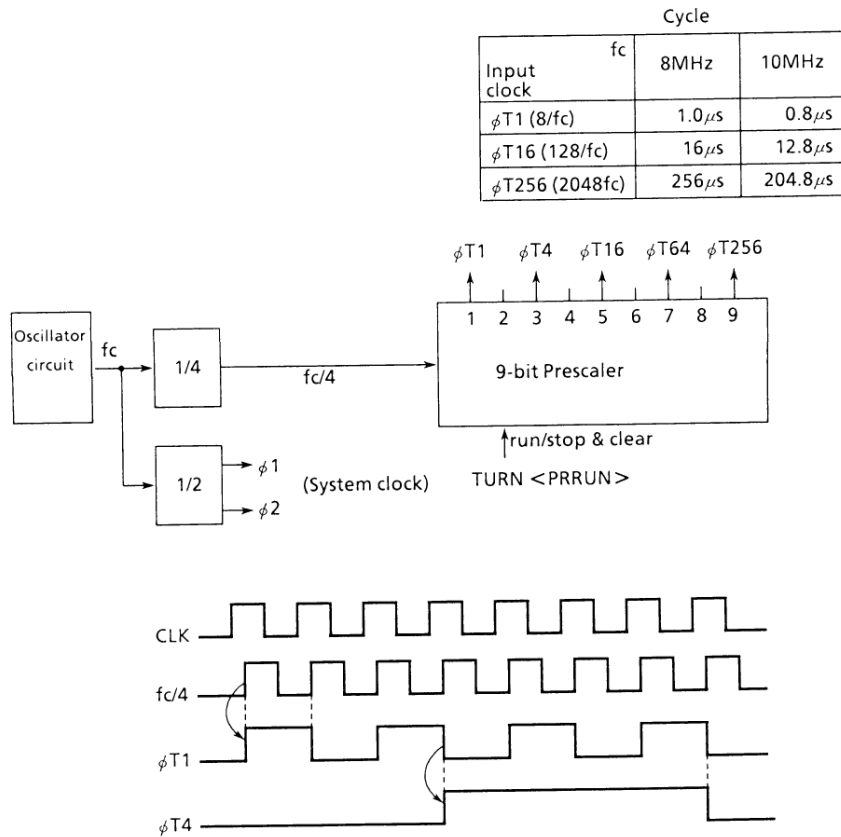 Cycle
fc
Input
clock
8MHz
10MHz
φT1 (8/fc)
1.0μs
0.8μs
φT16 (128/fc)
16μs
12.8μs
φT256 (2048fc)
256μs
204.8μs
φT1
φT4
φT16
φT64
φT256
1
2
3
4
5
6
7
8
9
Oscillator
circuit
fc
1/4
fc/4
9-bit Prescaler
run/stop & clear
TURN <PRRUN>
1/2
φ1
φ2
(System clock)
CLK
fc/4
φT1
φT4